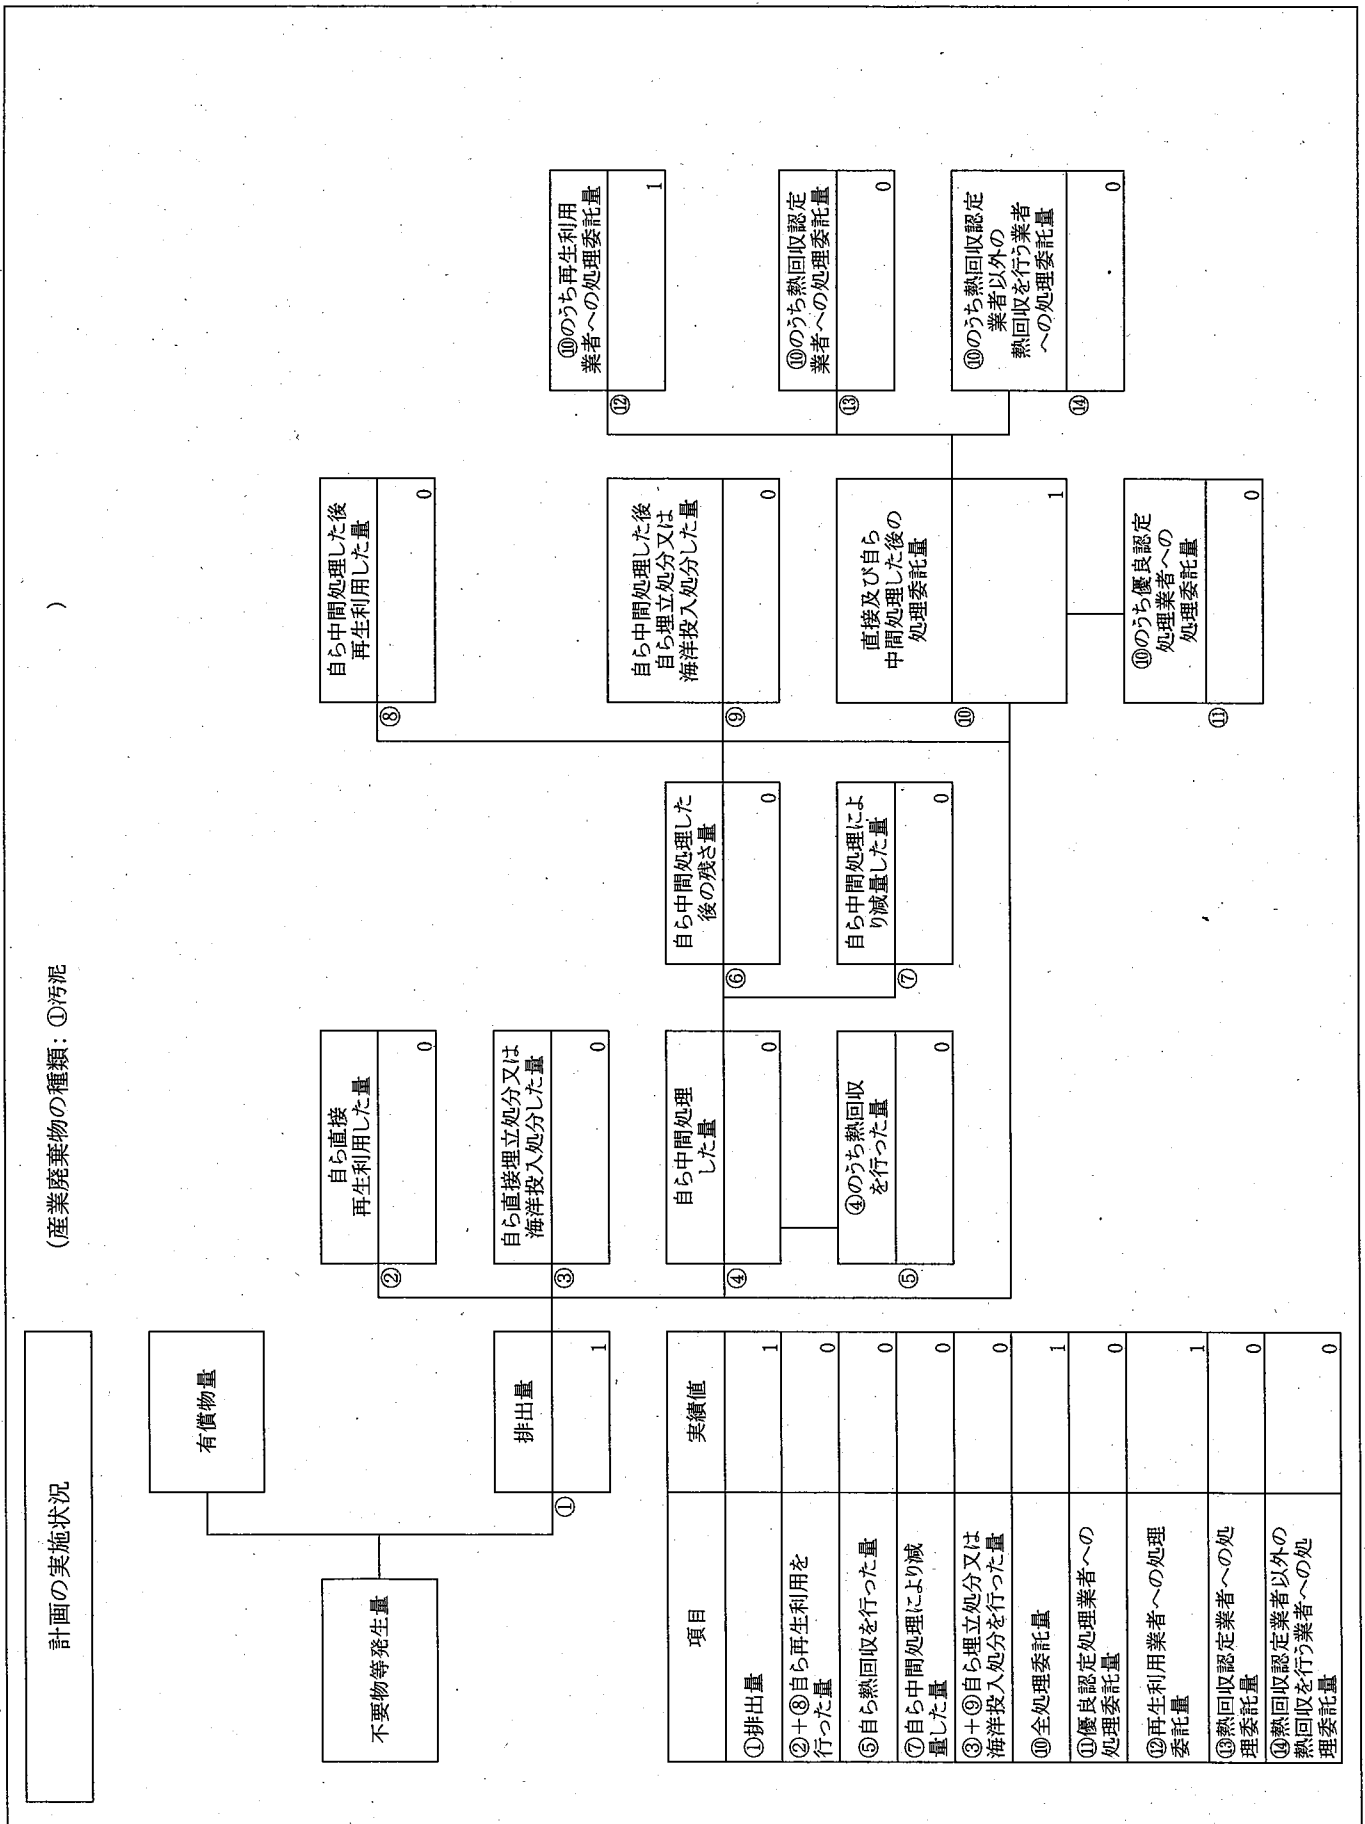 計画の実施状況
(産業廃棄物の種類：①汚泥
)
不要物等発生量
有償物量
排出量
①
1
自ら直接
再生利用した量
②
0
自ら直接埋立処分又は
海洋投入処分した量
③
0
自ら中間処理
した量
④
0
④のうち熱回収
を行った量
⑤
0
自ら中間処理した
後の残さ量
⑥
0
自ら中間処理によ
り減量した量
⑦
0
自ら中間処理した後
再生利用した量
⑧
0
自ら中間処理した後
自ら埋立処分又は
海洋投入処分した量
⑨
0
直接及び自ら
中間処理した後の
処理委託量
⑩
1
⑩のうち優良認定
処理業者への
処理委託量
⑪
0
⑩のうち再生利用
業者への処理委託量
⑫
1
⑩のうち熱回収認定
業者への処理委託量
⑬
0
⑩のうち熱回収認定
業者以外の
熱回収を行う業者
への処理委託量
⑭
0
項目 実績値
①排出量 1
②＋⑧自ら再生利用を
行った量 0
⑤自ら熱回収を行った量 0
⑦自ら中間処理により減
量した量 0
③＋⑨自ら埋立処分又は
海洋投入処分を行った量 0
⑩全処理委託量 1
⑪優良認定処理業者への
処理委託量 0
⑫再生利用業者への処理
委託量 1
⑬熱回収認定業者への処
理委託量 0
⑭熱回収認定業者以外の
熱回収を行う業者への処
理委託量 0